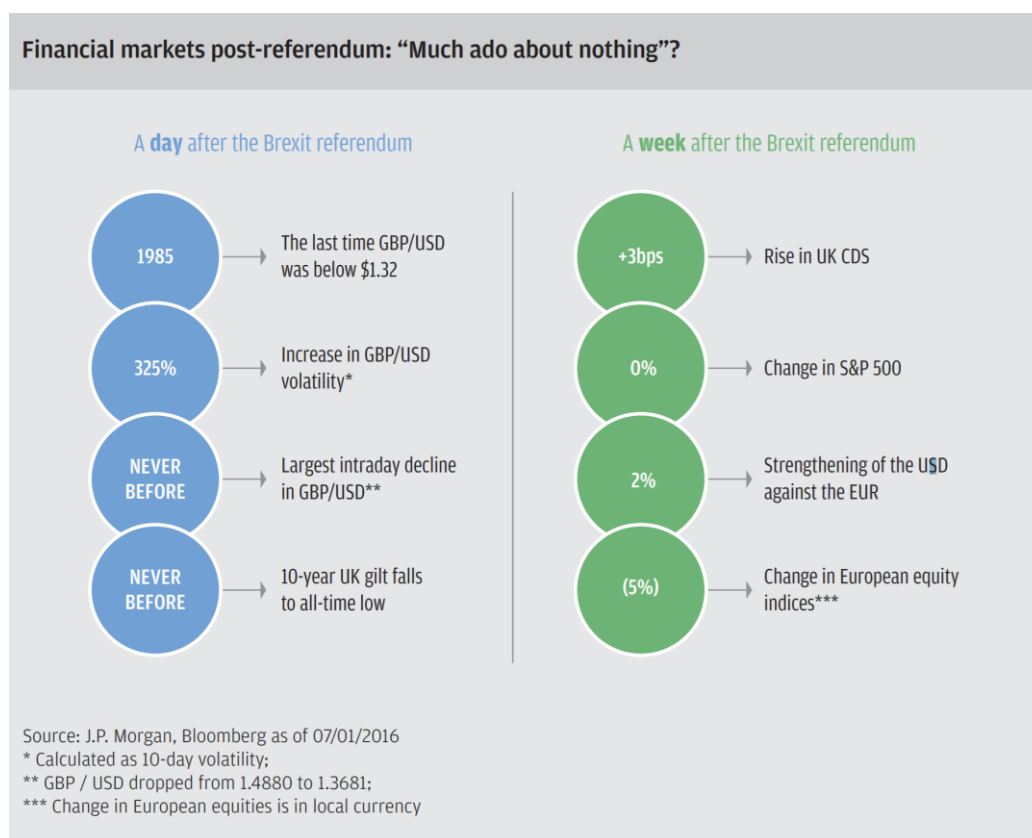 Financial markets post-referendum: “Much ado about nothing”?
A day after the Brexit referendum
1985
The last time GBP/USD
was below $1.32
325%
Increase in GBP/USD
volatility*
NEVER
BEFORE
Largest intraday decline
in GBP/USD**
NEVER
BEFORE
10-year UK gilt falls
to all-time low
A week after the Brexit referendum
+3bps
Rise in UK CDS
0%
Change in S&P 500
2%
Strengthening of the USD
against the EUR
(5%)
Change in European equity
indices***
Source: J.P. Morgan, Bloomberg as of 07/01/2016
* Calculated as 10-day volatility;
** GBP / USD dropped from 1.4880 to 1.3681;
*** Change in European equities is in local currency